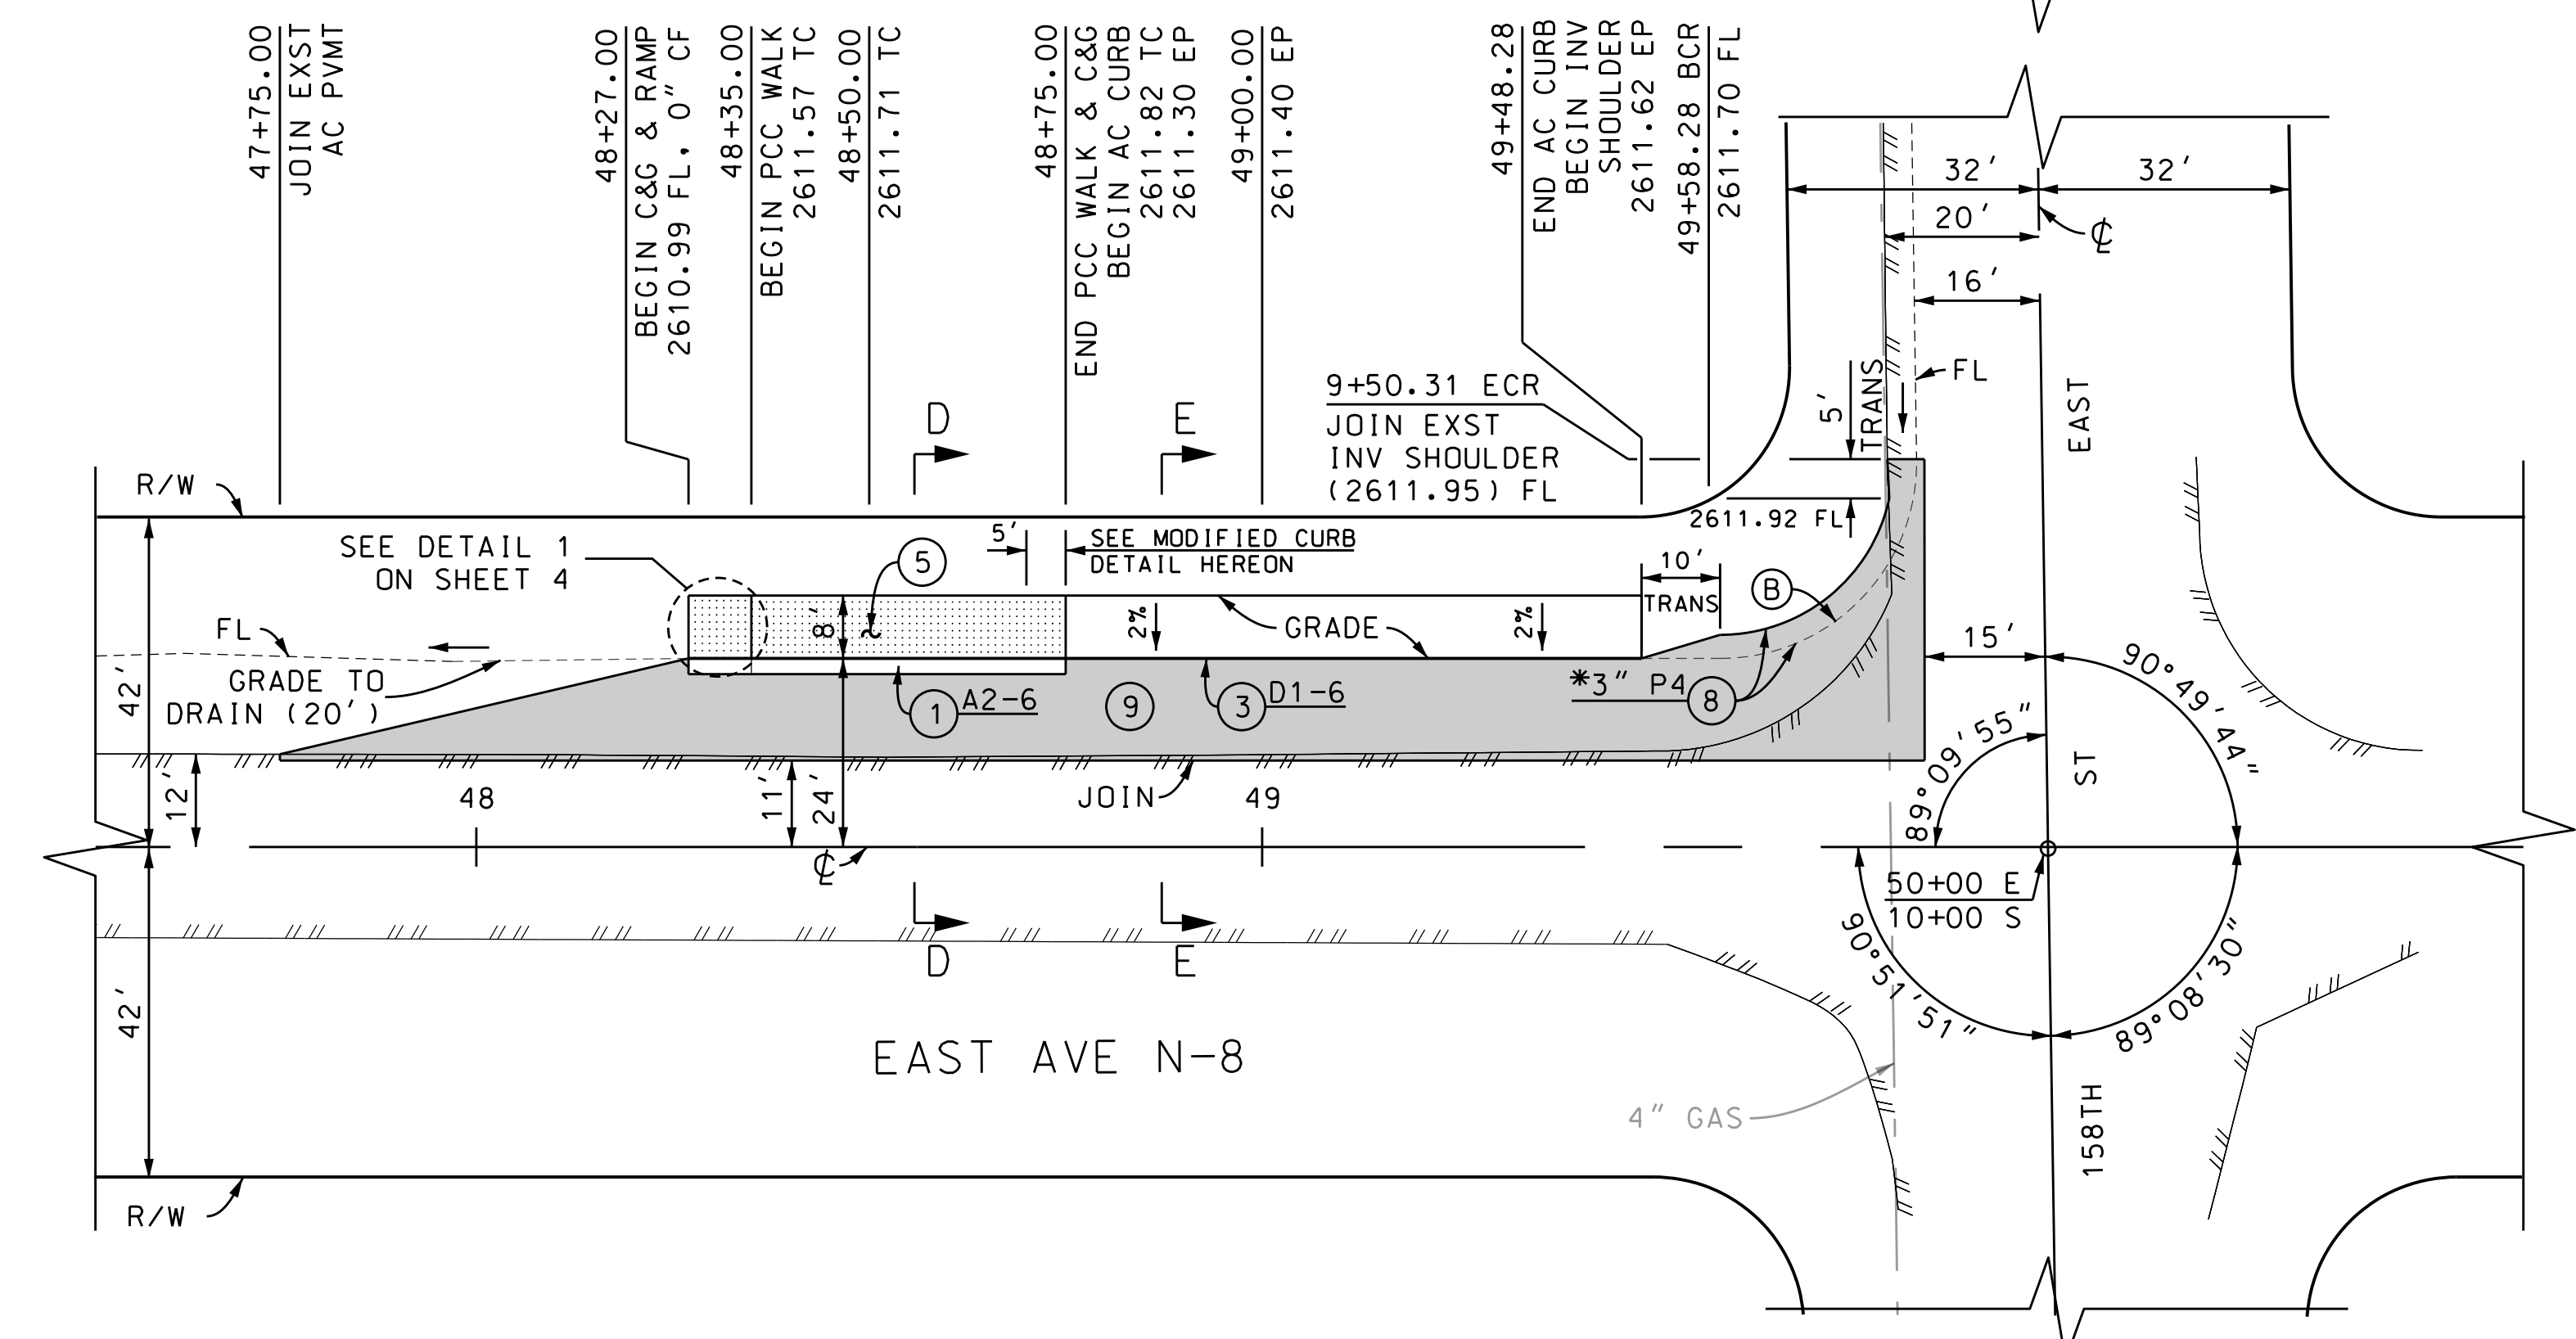 47+75.00
JOIN EXST
AC PVMT
48+27.00
BEGIN C&G & RAMP
2610.99 FL, 0" CF
48+35.00
BEGIN PCC WALK
2611.57 TC
48+50.00
2611.71 TC
48+75.00
END PCC WALK & C&G
BEGIN AC CURB
2611.82 TC
2611.30 EP
49+00.00
2611.40 EP
49+48.28
END AC CURB
BEGIN INV
SHOULDER
2611.62 EP
49+58.28 BCR
2611.70 FL
32'
32'
20'
℄
16'
FL
5'
TRANS
EAST
9+50.31 ECR
JOIN EXST
INV SHOULDER
(2611.95) FL
D
E
R/W
2611.92 FL
SEE DETAIL 1
ON SHEET 4
5'
SEE MODIFIED CURB
DETAIL HEREON
5
10'
TRANS
B
FL
8'
2%
GRADE
2%
15'
90°49'44"
GRADE TO
DRAIN (20')
42'
1
A2-6
9
3
D1-6
*3" P4
8
89°09'55"
ST
12'
48
11'
24'
JOIN
49
℄
50+00 E
10+00 S
D
E
42'
90°51'51"
89°08'30"
EAST AVE N-8
4" GAS
158TH
R/W